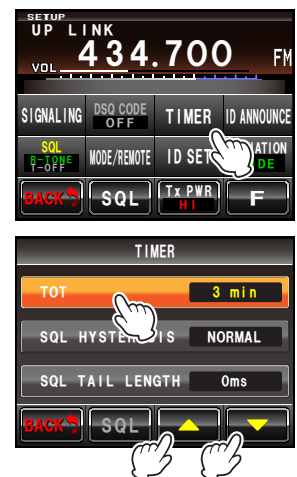 SETUP
UP LINK
VOL 434.700 FM
SIGNALING DSQ CODE OFF TIMER ID ANNOUNCE
SQL R-TONE T-OFF MODE/REMOTE ID SET
BACK SQL Tx PWR HI F
TIMER
TOT 3 min
SQL NORMAL
SQL TAIL LENGTH 0ms
BACK SQL